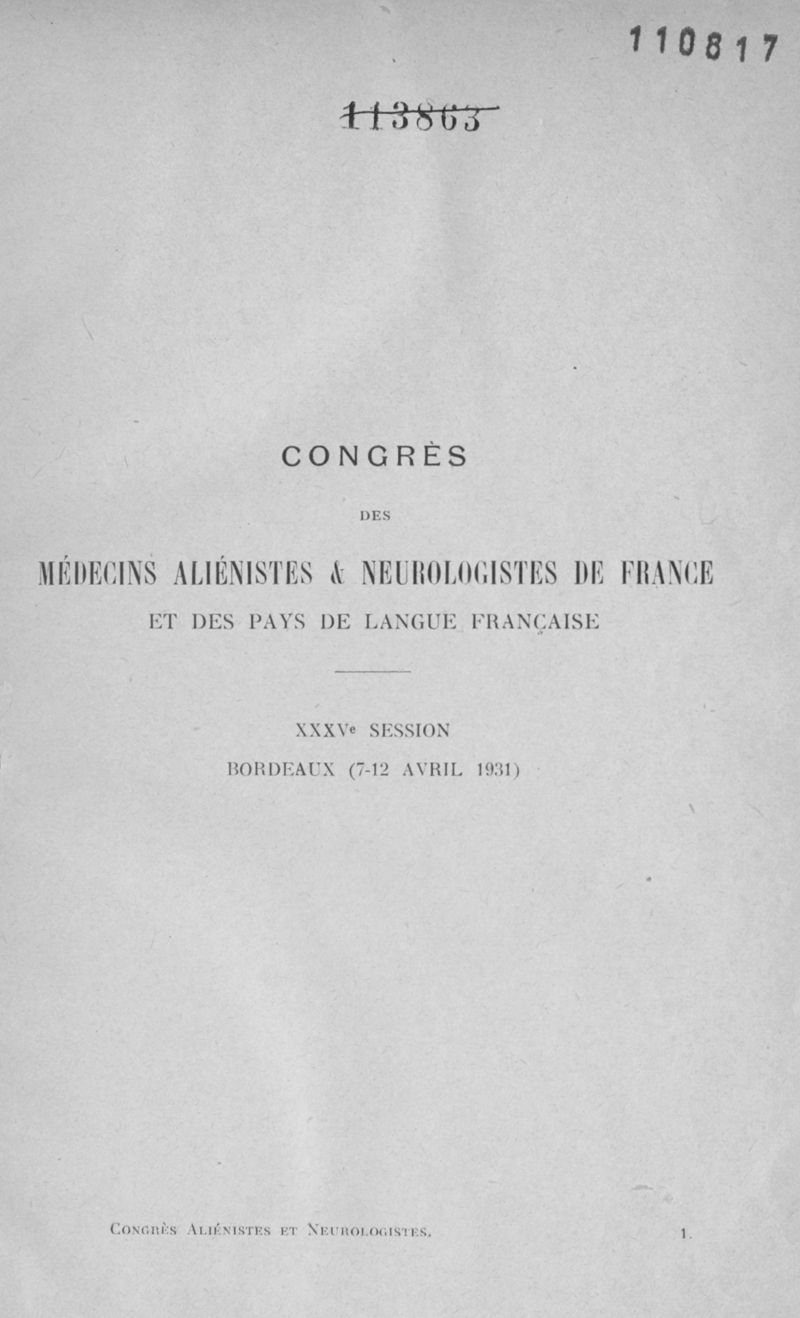 110817
113863
CONGRÈS
DES
MÉDECINS ALIÉNISTES & NEUROLOGISTES DE FRANCE
ET DES PAYS DE LANGUE FRANÇAISE
XXXVe SESSION
BORDEAUX (7-12 AVRIL 1931)
CONGRÈS ALIÉNISTES ET NEUROLOGISTES. 1.